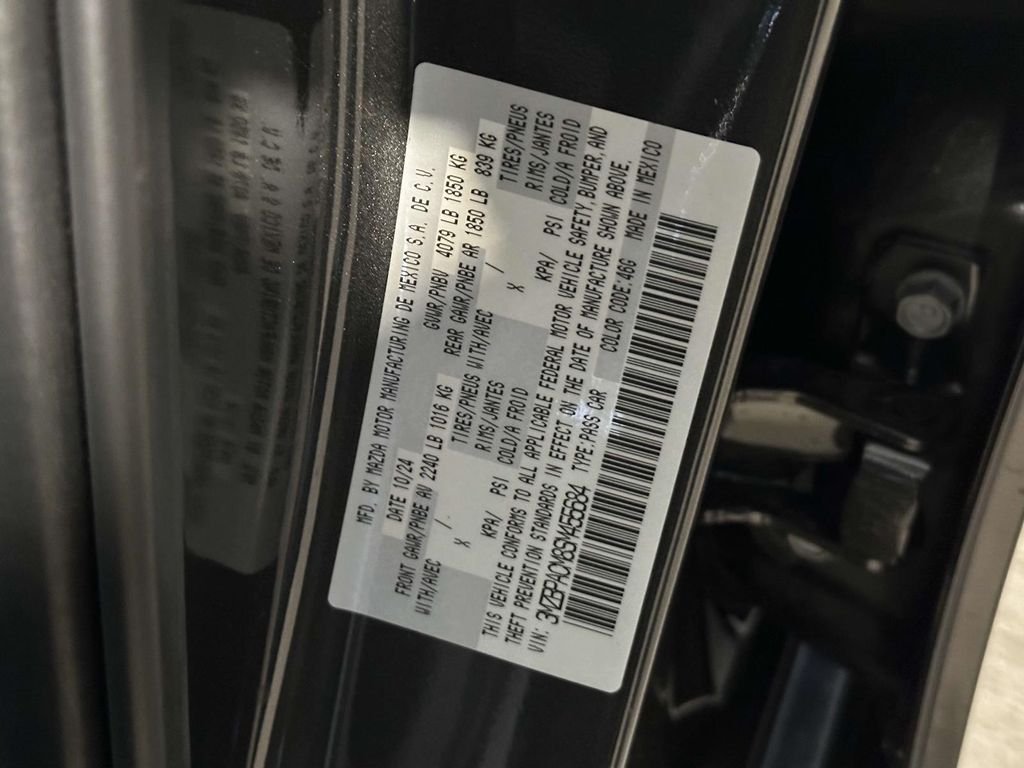 MFD. BY MAZDA MOTOR MANUFACTURING DE MEXICO S.A. DE C.V.
DATE 10/24 GVWR/PNBV 4079 LB 1850 KG
FRONT GAWR/PNBE AV 2240 LB 1016 KG REAR GAWR/PNBE AR 1850 LB 839 KG
WITH/AVEC / TIRES/PNEUS WITH/AVEC / TIRES/PNEUS
X RIMS/JANTES X RIMS/JANTES
KPA/ PSI COLD/A FROID KPA/ PSI COLD/A FROID
THIS VEHICLE CONFORMS TO ALL APPLICABLE FEDERAL MOTOR VEHICLE SAFETY,BUMPER,AND
THEFT PREVENTION STANDARDS IN EFFECT ON THE DATE OF MANUFACTURE SHOWN ABOVE.
VIN: TYPE:PASS CAR COLOR CODE:46G MADE IN MEXICO